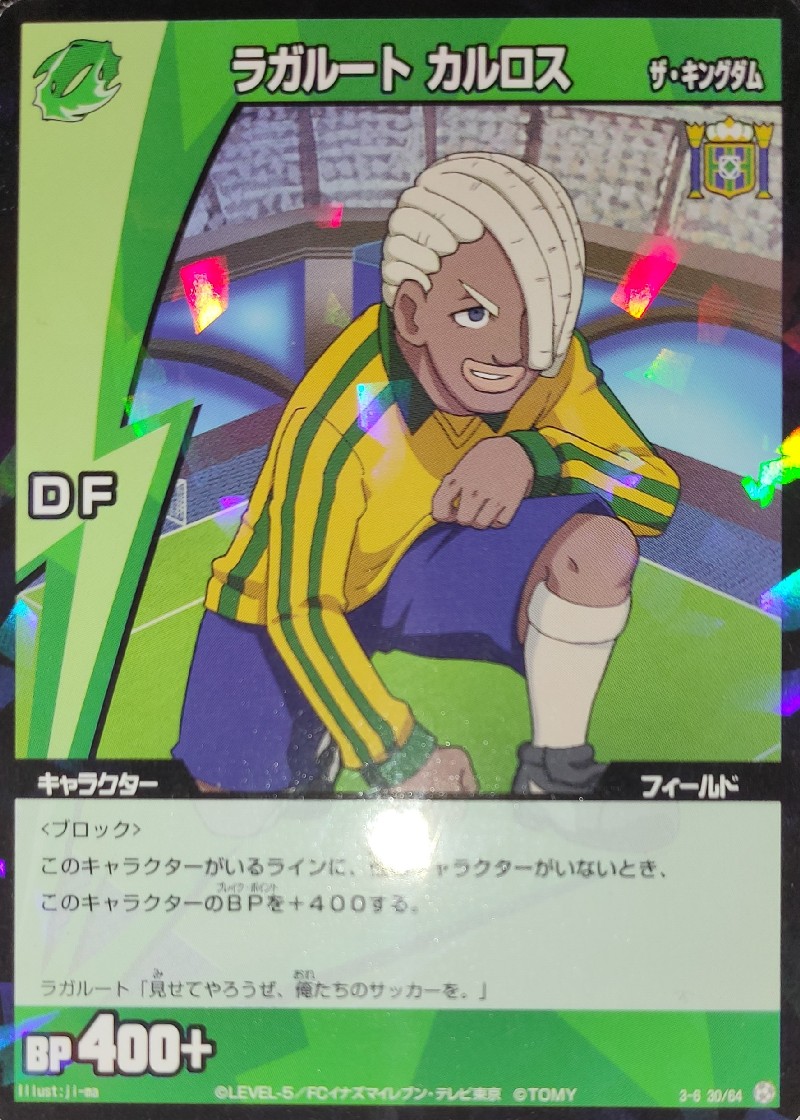 ラガルート カルロス
ザ・キングダム
DF
キャラクター
フィールド
<ブロック>
このキャラクターがいるラインに、 ャラクターがいないとき、
ブレイク・ポイント
このキャラクターのBPを+400する。
み おれ
ラガルート「見せてやろうぜ、俺たちのサッカーを。」
BP 400+
illust:ji-ma
©LEVEL-5/FCイナズマイレブン・テレビ東京 ©TOMY
3-6 30/64